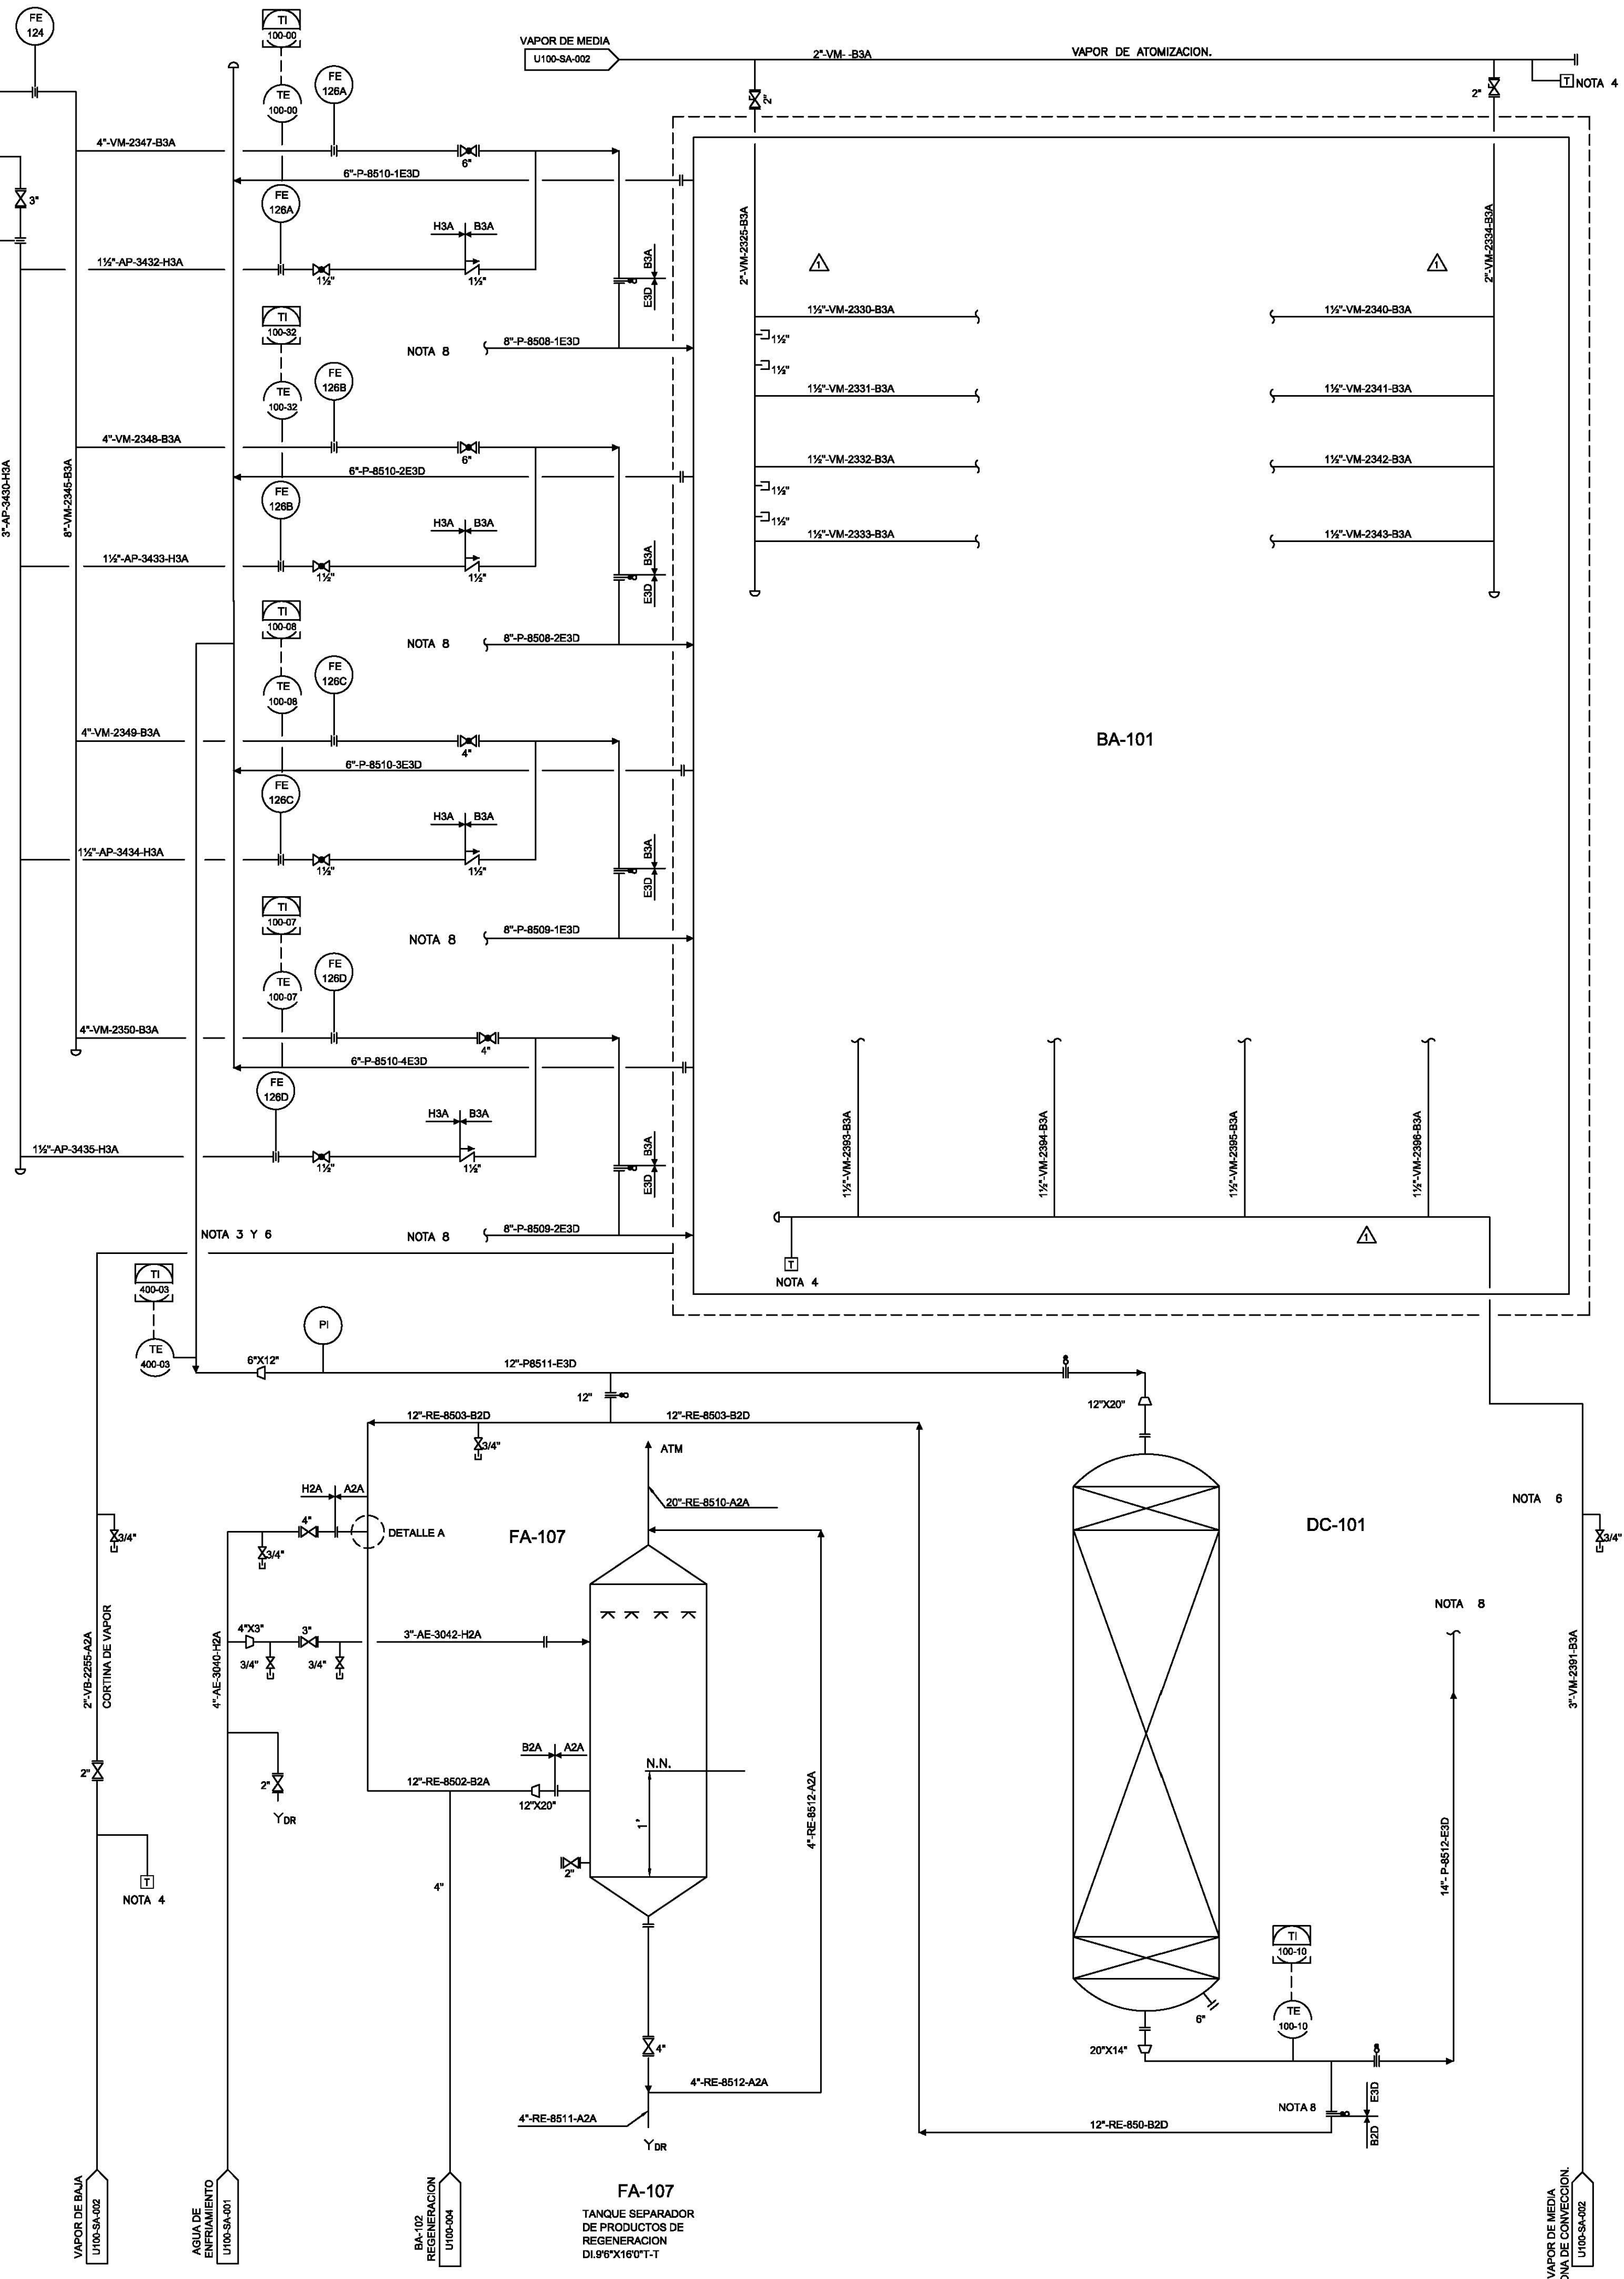 FE
124
TI
100-00
TE
100-00
FE
126A
VAPOR DE MEDIA
U100-SA-002
2"-VM- -B3A
VAPOR DE ATOMIZACION.
T
NOTA 4
2"
2"
4"-VM-2347-B3A
6"
6"-P-8510-1E3D
3"
FE
126A
H3A
B3A
1½"-AP-3432-H3A
1½"
1½"
B3A
E3D
2"-VM-2325-B3A
2"-VM-2334-B3A
1
1
TI
100-32
TE
100-32
FE
126B
NOTA 8
8"-P-8508-1E3D
1½"-VM-2330-B3A
1½"-VM-2340-B3A
1½"
1½"
1½"-VM-2331-B3A
1½"-VM-2341-B3A
4"-VM-2348-B3A
6"
6"-P-8510-2E3D
1½"-VM-2332-B3A
1½"-VM-2342-B3A
1½"
1½"
1½"-VM-2333-B3A
1½"-VM-2343-B3A
3"-AP-3430-H3A
8"-VM-2345-B3A
FE
126B
H3A
B3A
1½"-AP-3433-H3A
1½"
1½"
B3A
E3D
TI
100-08
TE
100-08
FE
126C
NOTA 8
8"-P-8508-2E3D
4"-VM-2349-B3A
4"
6"-P-8510-3E3D
BA-101
FE
126C
H3A
B3A
1½"-AP-3434-H3A
1½"
1½"
B3A
E3D
TI
100-07
TE
100-07
FE
126D
NOTA 8
8"-P-8509-1E3D
4"-VM-2350-B3A
4"
6"-P-8510-4E3D
FE
126D
H3A
B3A
1½"-AP-3435-H3A
1½"
1½"
B3A
E3D
1½"-VM-2393-B3A
1½"-VM-2394-B3A
1½"-VM-2395-B3A
1½"-VM-2396-B3A
NOTA 3 Y 6
NOTA 8
8"-P-8509-2E3D
1
T
NOTA 4
TI
400-03
TE
400-03
PI
6"X12"
12"-P8511-E3D
12"
12"X20"
12"-RE-8503-B2D
12"-RE-8503-B2D
3/4"
ATM
20"-RE-8510-A2A
H2A
A2A
4"
DETALLE A
3/4"
3/4"
FA-107
DC-101
NOTA 6
3/4"
NOTA 8
2"-VB-2255-A2A
CORTINA DE VAPOR
4"-AE-3040-H2A
4"X3"
3"
3/4"
3/4"
3"-AE-3042-H2A
3"-VM-2391-B3A
B2A
A2A
N.N.
1'
12"-RE-8502-B2A
12"X20"
2"
2"
DR
2"
4"-RE-8512-A2A
14"- P-8512-E3D
T
NOTA 4
4"
TI
100-10
TE
100-10
6"
20"X14"
4"
4"-RE-8512-A2A
4"-RE-8511-A2A
DR
NOTA 8
E3D
B2D
12"-RE-850-B2D
VAPOR DE BAJA
U100-SA-002
AGUA DE
ENFRIAMIENTO
U100-SA-001
BA-102
REGENERACION
U100-004
FA-107
TANQUE SEPARADOR
DE PRODUCTOS DE
REGENERACION
DI.9'6"X16'0"T-T
VAPOR DE MEDIA
ONA DE CONVECCION.
U100-SA-002